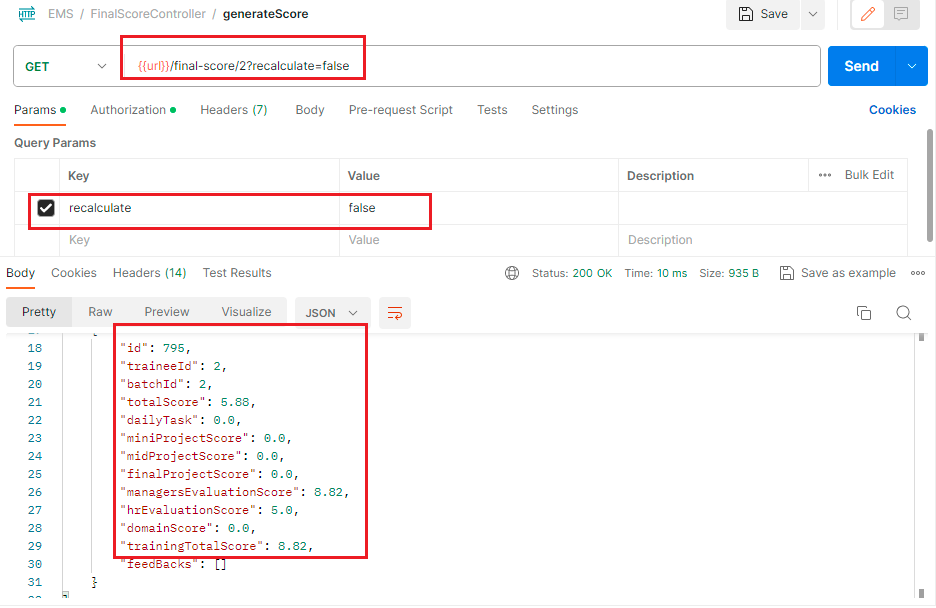 HTTP EMS / FinalScoreController / generateScore Save
GET {{url}}/final-score/2?recalculate=false Send
Params Authorization Headers (7) Body Pre-request Script Tests Settings Cookies
Query Params
Key Value Description Bulk Edit
recalculate false
Key Value Description
Body Cookies Headers (14) Test Results Status: 200 OK Time: 10 ms Size: 935 B Save as example
Pretty Raw Preview Visualize JSON
18 "id": 795,
19 "traineeId": 2,
20 "batchId": 2,
21 "totalScore": 5.88,
22 "dailyTask": 0.0,
23 "miniProjectScore": 0.0,
24 "midProjectScore": 0.0,
25 "finalProjectScore": 0.0,
26 "managersEvaluationScore": 8.82,
27 "hrEvaluationScore": 5.0,
28 "domainScore": 0.0,
29 "trainingTotalScore": 8.82,
30 "feedBacks": []
31 }